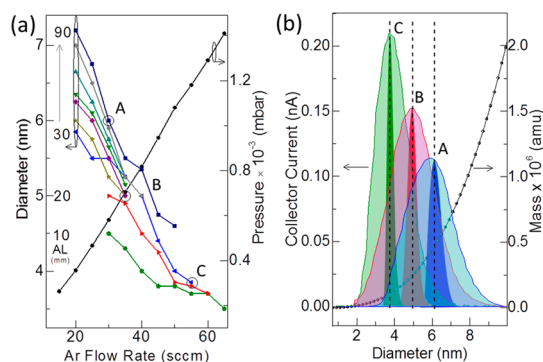 (a)
7
6
5
4
Diameter (nm)
90
30
20
10
AL
(mm)
A
B
C
1.2
0.8
0.4
Pressure × 10⁻³ (mbar)
20 30 40 50 60
Ar Flow Rate (sccm)
(b)
0.20
0.15
0.10
0.05
0.00
Collector Current (nA)
C
B
A
2.0
1.5
1.0
0.5
0.0
Mass x 10⁶ (amu)
2 4 6 8
Diameter (nm)